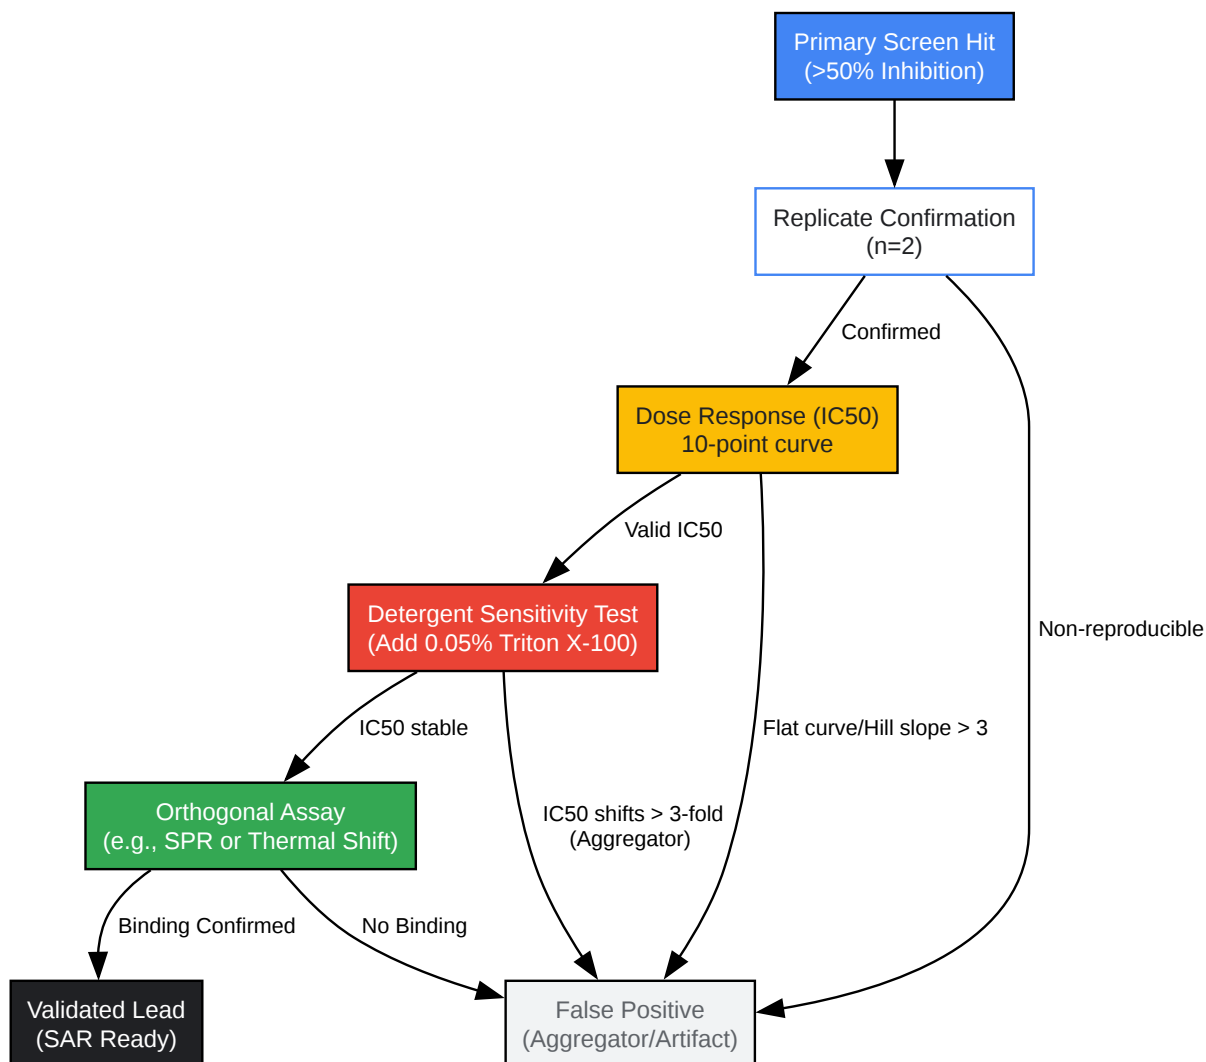 Primary Screen Hit
(>50% Inhibition)
Replicate Confirmation
(n=2)
Confirmed
Dose Response (IC50)
10-point curve
Valid IC50
Detergent Sensitivity Test
(Add 0.05% Triton X-100)
Non-reproducible
IC50 stable
Flat curve/Hill slope > 3
Orthogonal Assay
(e.g., SPR or Thermal Shift)
IC50 shifts > 3-fold
(Aggregator)
Binding Confirmed
No Binding
Validated Lead
(SAR Ready)
False Positive
(Aggregator/Artifact)